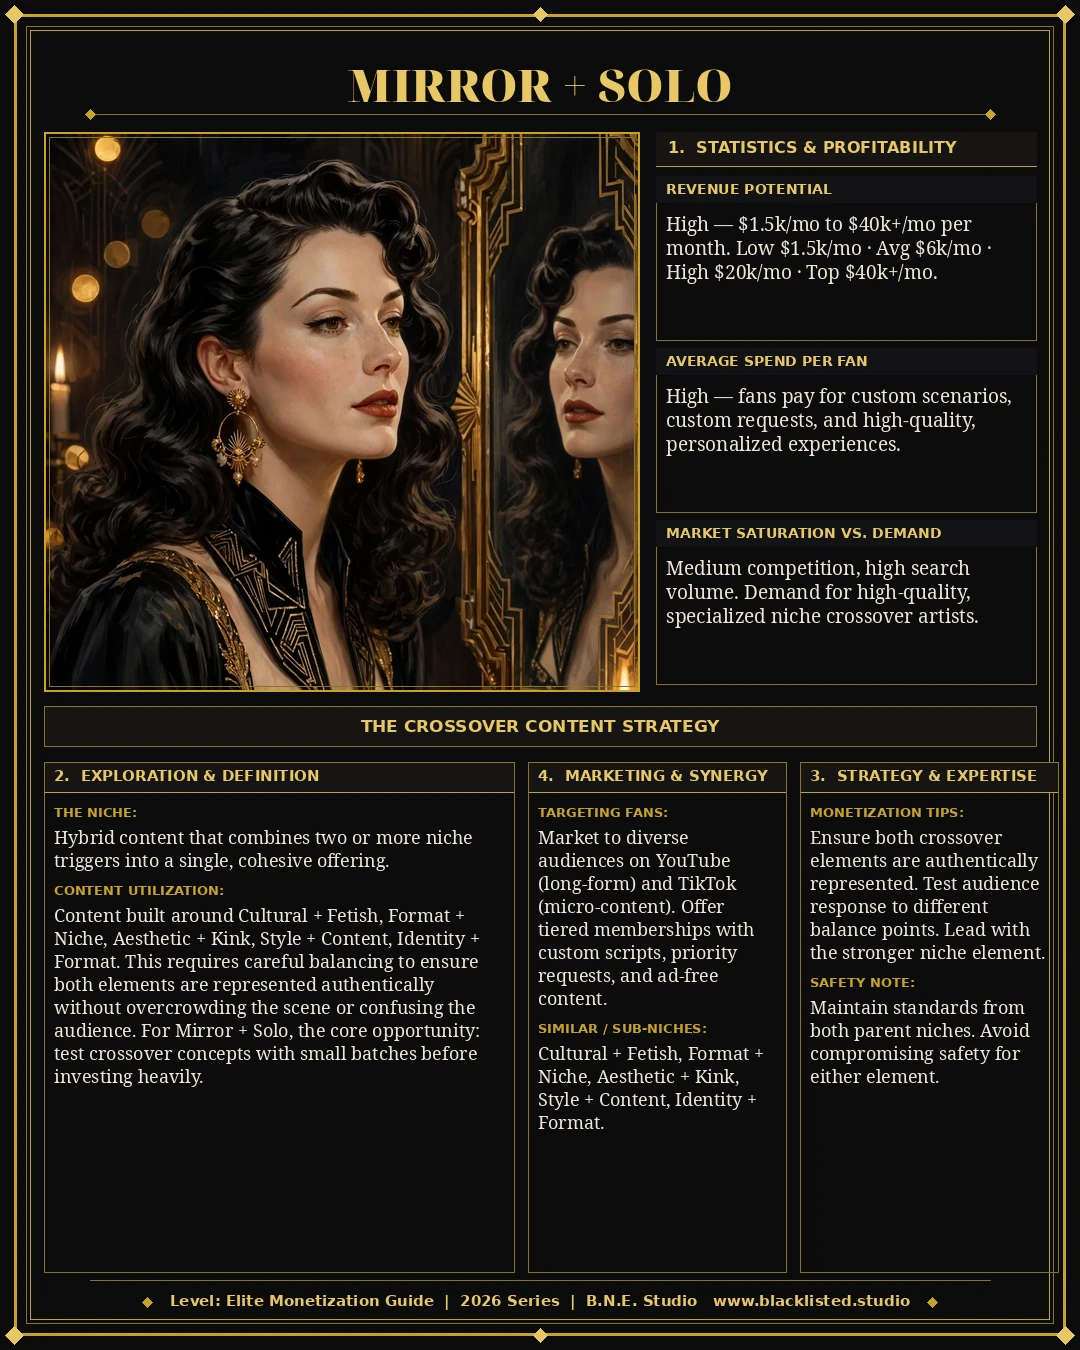 MIRROR + SOLO
1. STATISTICS & PROFITABILITY
REVENUE POTENTIAL
High — $1.5k/mo to $40k+/mo per
month. Low $1.5k/mo · Avg $6k/mo ·
High $20k/mo · Top $40k+/mo.
AVERAGE SPEND PER FAN
High — fans pay for custom scenarios,
custom requests, and high-quality,
personalized experiences.
MARKET SATURATION VS. DEMAND
Medium competition, high search
volume. Demand for high-quality,
specialized niche crossover artists.
THE CROSSOVER CONTENT STRATEGY
2. EXPLORATION & DEFINITION
THE NICHE:
Hybrid content that combines two or more niche
triggers into a single, cohesive offering.
CONTENT UTILIZATION:
Content built around Cultural + Fetish, Format +
Niche, Aesthetic + Kink, Style + Content, Identity +
Format. This requires careful balancing to ensure
both elements are represented authentically
without overcrowding the scene or confusing the
audience. For Mirror + Solo, the core opportunity:
test crossover concepts with small batches before
investing heavily.
4. MARKETING & SYNERGY
TARGETING FANS:
Market to diverse
audiences on YouTube
(long-form) and TikTok
(micro-content). Offer
tiered memberships with
custom scripts, priority
requests, and ad-free
content.
SIMILAR / SUB-NICHES:
Cultural + Fetish, Format +
Niche, Aesthetic + Kink,
Style + Content, Identity +
Format.
3. STRATEGY & EXPERTISE
MONETIZATION TIPS:
Ensure both crossover
elements are authentically
represented. Test audience
response to different
balance points. Lead with
the stronger niche element.
SAFETY NOTE:
Maintain standards from
both parent niches. Avoid
compromising safety for
either element.
Level: Elite Monetization Guide | 2026 Series | B.N.E. Studio www.blacklisted.studio